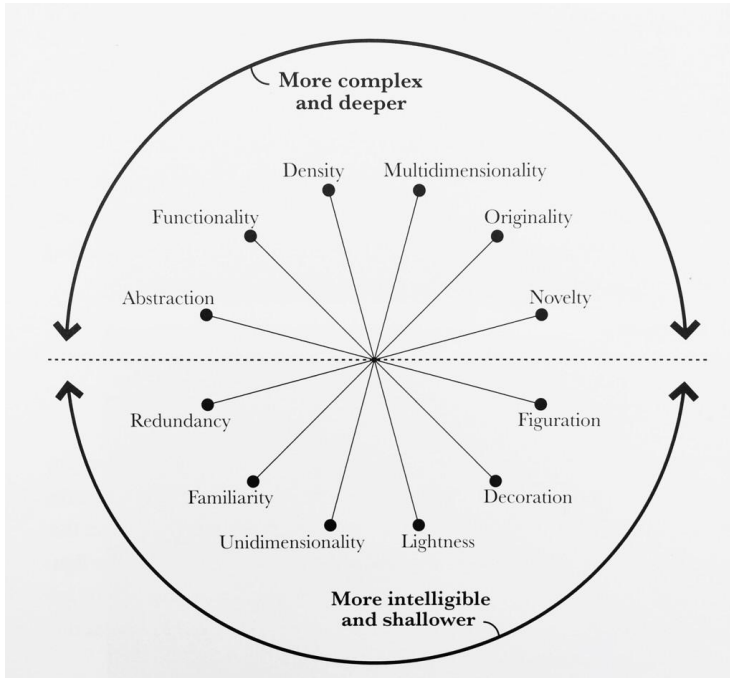 More complex
and deeper
Density
Multidimensionality
Functionality
Originality
Abstraction
Novelty
Redundancy
Figuration
Familiarity
Decoration
Unidimensionality
Lightness
More intelligible
and shallower